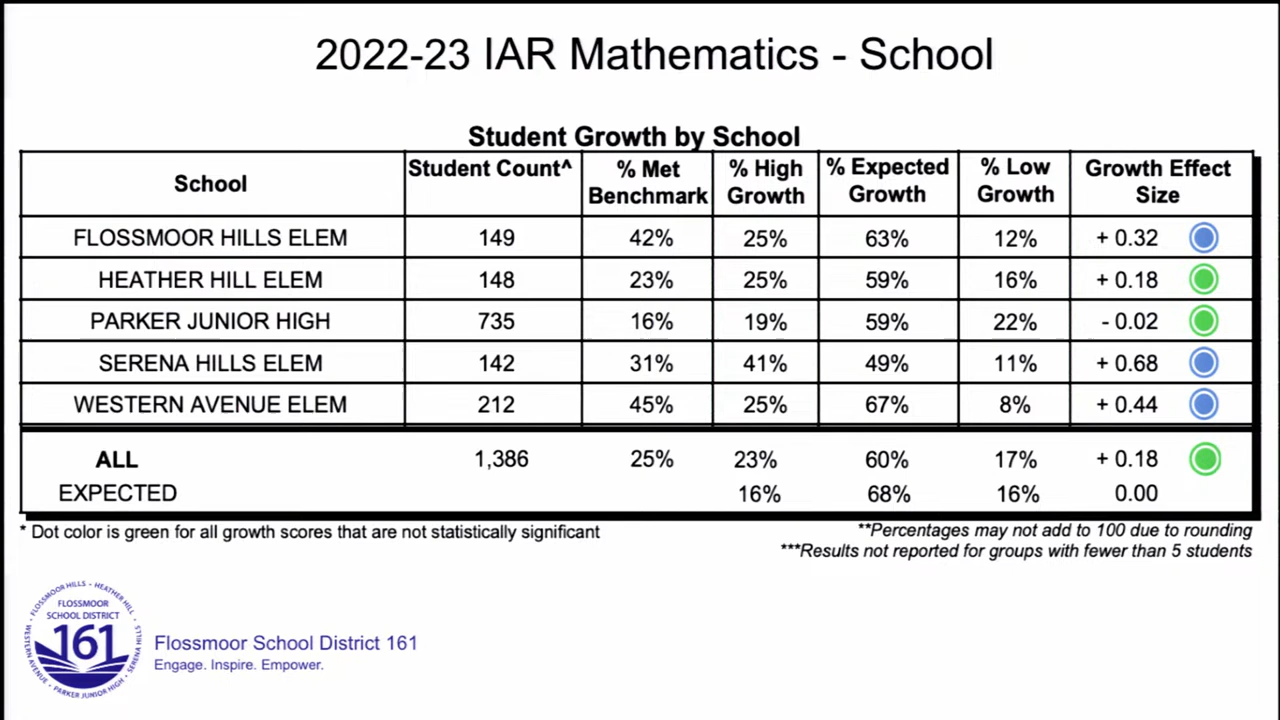 2022-23 IAR Mathematics - School
Student Growth by School
School Student Count^ % Met Benchmark % High Growth % Expected Growth % Low Growth Growth Effect Size
FLOSSMOOR HILLS ELEM 149 42% 25% 63% 12% + 0.32
HEATHER HILL ELEM 148 23% 25% 59% 16% + 0.18
PARKER JUNIOR HIGH 735 16% 19% 59% 22% - 0.02
SERENA HILLS ELEM 142 31% 41% 49% 11% + 0.68
WESTERN AVENUE ELEM 212 45% 25% 67% 8% + 0.44
ALL 1,386 25% 23% 60% 17% + 0.18
EXPECTED 16% 68% 16% 0.00
* Dot color is green for all growth scores that are not statistically significant
**Percentages may not add to 100 due to rounding
***Results not reported for groups with fewer than 5 students
FLOSSMOOR HILLS • HEATHER HILL • SERENA HILLS • PARKER JUNIOR HIGH • WESTERN AVENUE •
FLOSSMOOR
SCHOOL DISTRICT
161
Flossmoor School District 161
Engage. Inspire. Empower.